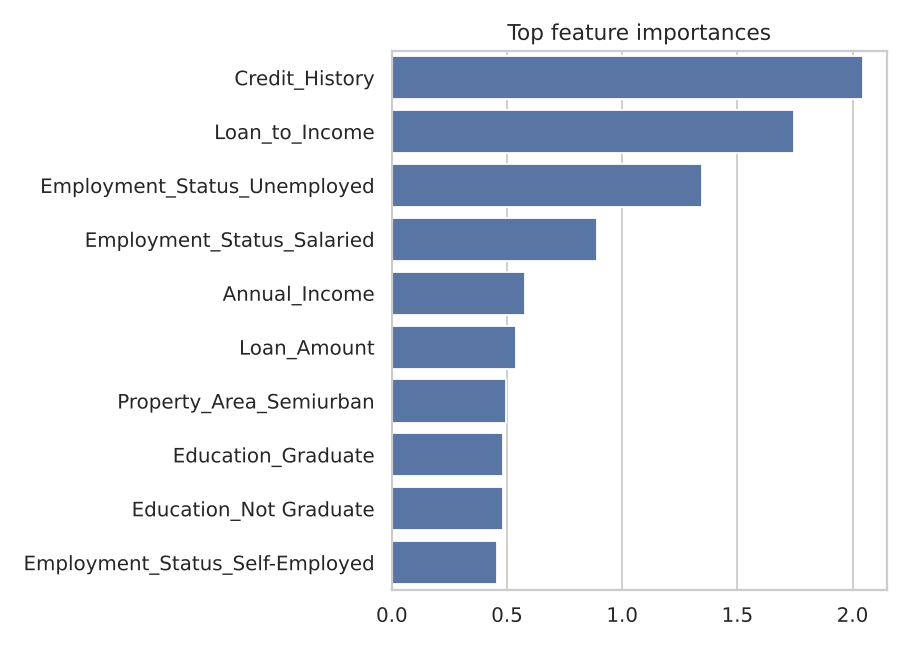 Top feature importances
Credit_History
Loan_to_Income
Employment_Status_Unemployed
Employment_Status_Salaried
Annual_Income
Loan_Amount
Property_Area_Semiurban
Education_Graduate
Education_Not Graduate
Employment_Status_Self-Employed
0.0 0.5 1.0 1.5 2.0